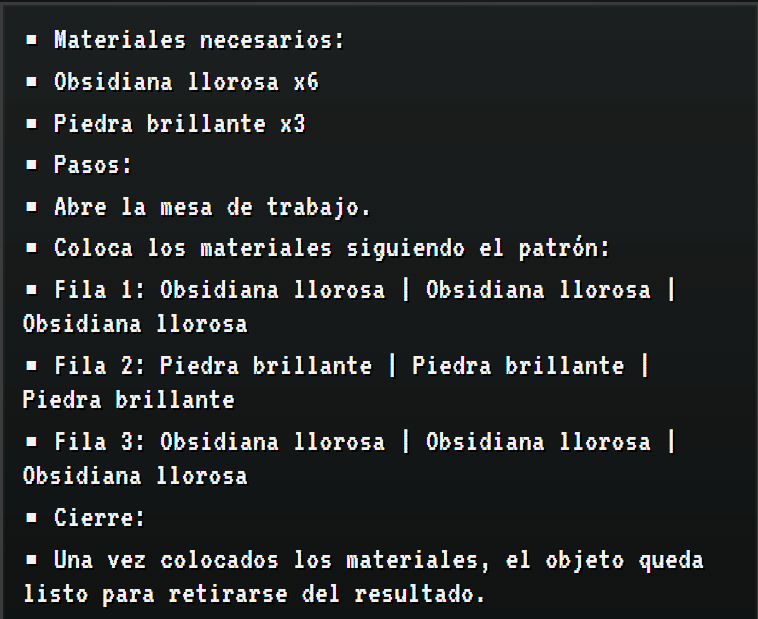 ▪ Materiales necesarios:
▪ Obsidiana llorosa x6
▪ Piedra brillante x3
▪ Pasos:
▪ Abre la mesa de trabajo.
▪ Coloca los materiales siguiendo el patrón:
▪ Fila 1: Obsidiana llorosa | Obsidiana llorosa |
Obsidiana llorosa
▪ Fila 2: Piedra brillante | Piedra brillante |
Piedra brillante
▪ Fila 3: Obsidiana llorosa | Obsidiana llorosa |
Obsidiana llorosa
▪ Cierre:
▪ Una vez colocados los materiales, el objeto queda
listo para retirarse del resultado.